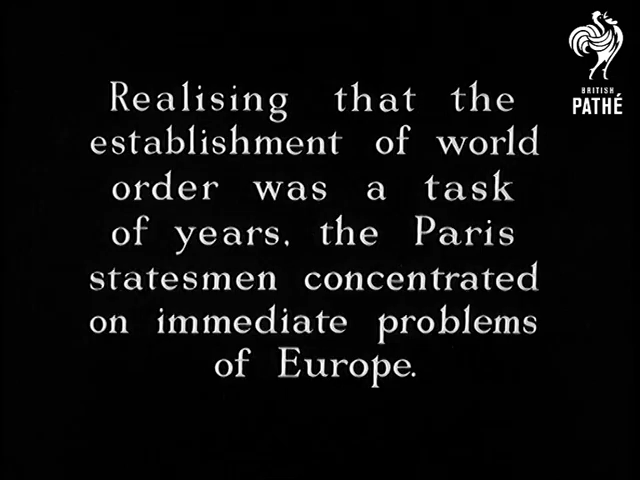 BRITISH
PATHÉ
Realising that the
establishment of world
order was a task
of years, the Paris
statesmen concentrated
on immediate problems
of Europe.